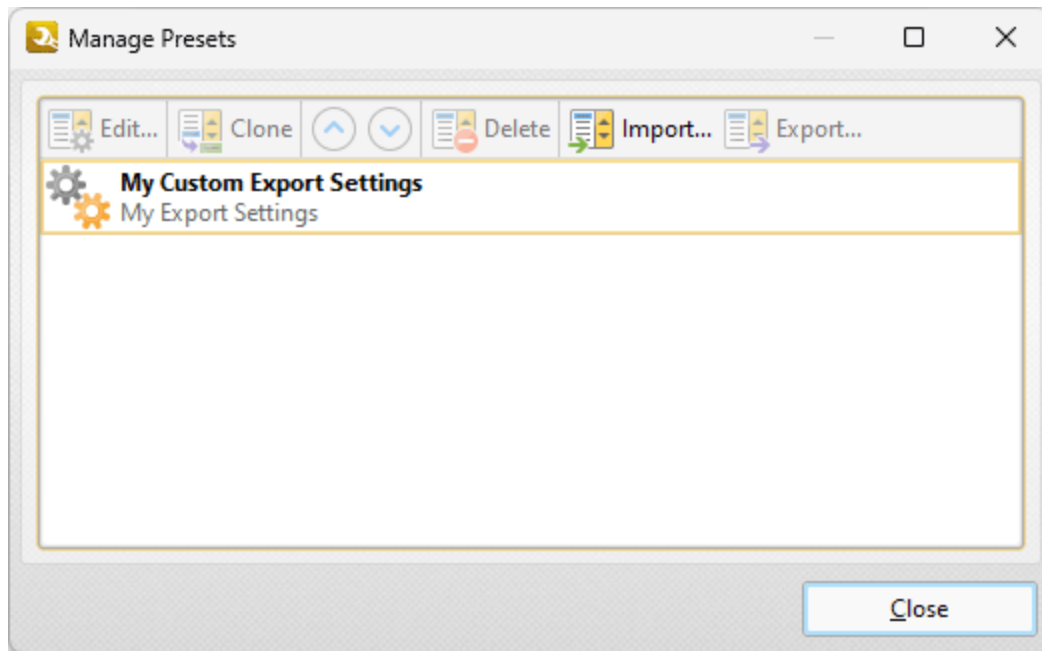 Manage Presets
Edit... Clone Delete Import... Export...
My Custom Export Settings
My Export Settings
Close